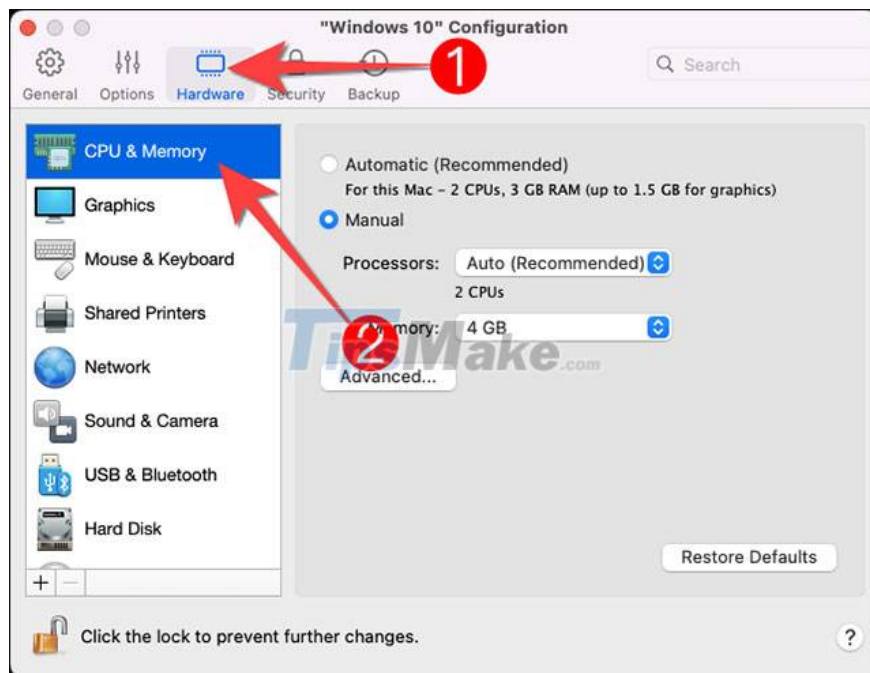 "Windows 10" Configuration
General Options Hardware Security Backup
Search
1
CPU & Memory
Graphics
Mouse & Keyboard
Shared Printers
Network
Sound & Camera
USB & Bluetooth
Hard Disk
Automatic (Recommended)
For this Mac – 2 CPUs, 3 GB RAM (up to 1.5 GB for graphics)
Manual
Processors: Auto (Recommended)
2 CPUs
Memory: 4 GB
2
TipsMake.com
Advanced...
Restore Defaults
+ −
Click the lock to prevent further changes.
?